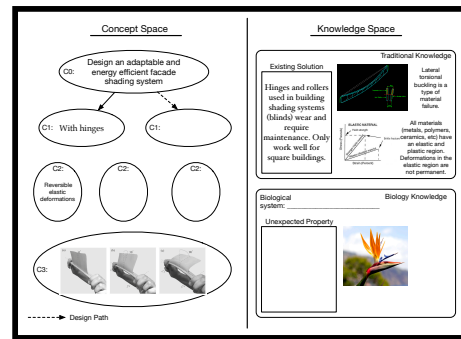 Concept Space
Design an adaptable and
energy efficient facade
shading system
C0:
C1: With hinges
C1:
C2:
Reversible
elastic
deformations
C2:
C2:
C3:
Design Path
Knowledge Space
Traditional Knowledge
Existing Solution
Hinges and rollers
used in building
shading systems
(blinds) wear and
require
maintenance. Only
work well for
square buildings.
Lateral
torsional
buckling is a
type of
material
failure.
ELASTIC MATERIAL
All materials
(metals, polymers,
ceramics, etc) have
an elastic and
plastic region.
Deformations in the
elastic region are
not permanent.
Biological
system:
Biology Knowledge
Unexpected Property